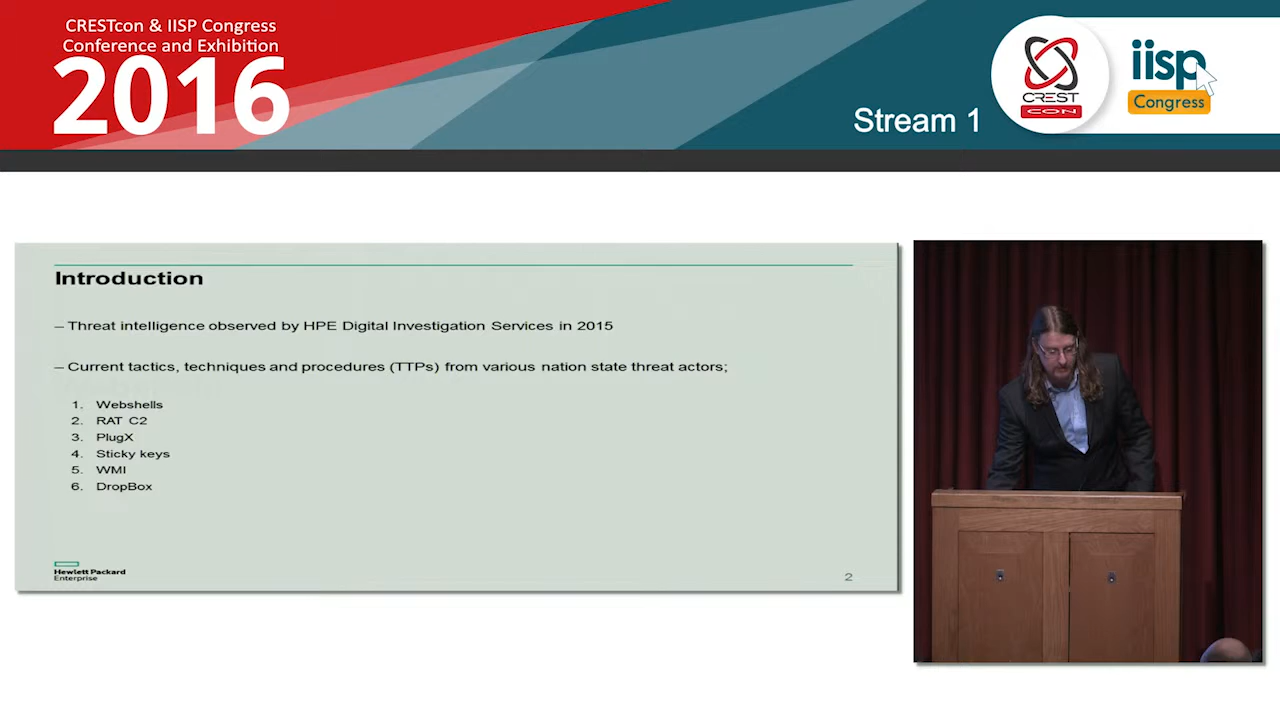 CRESTcon & IISP Congress
Conference and Exhibition
2016
Stream 1
CREST
CON
iisp
Congress
Introduction
– Threat intelligence observed by HPE Digital Investigation Services in 2015
– Current tactics, techniques and procedures (TTPs) from various nation state threat actors;
1. Webshells
2. RAT C2
3. PlugX
4. Sticky keys
5. WMI
6. DropBox
Hewlett Packard
Enterprise
2